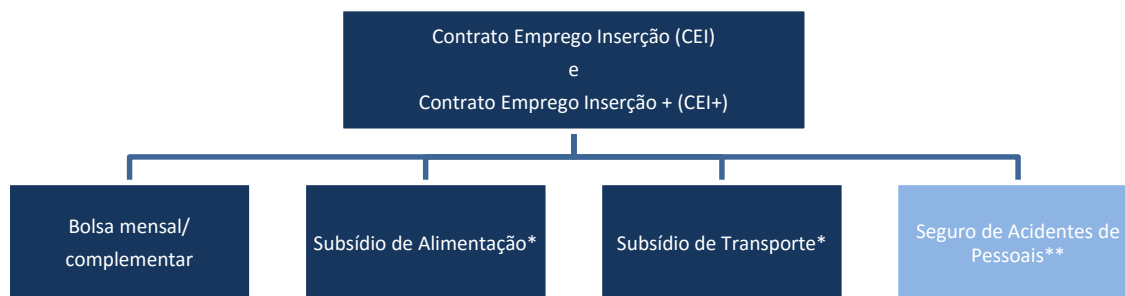 Contrato Emprego Inserção (CEI)
e
Contrato Emprego Inserção + (CEI+)
Bolsa mensal/
complementar
Subsídio de Alimentação*
Subsídio de Transporte*
Seguro de Acidentes de
Pessoais**